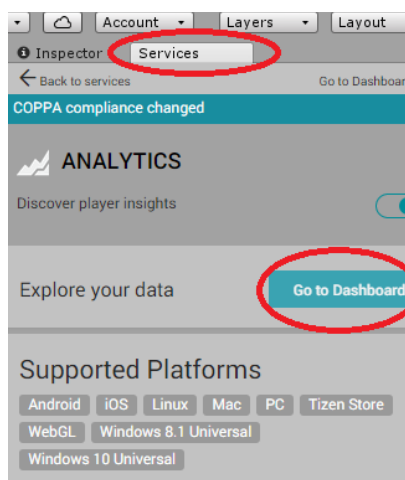 Account Layers Layout
Inspector Services
Back to services Go to Dashboar
COPPA compliance changed
ANALYTICS
Discover player insights
Explore your data Go to Dashboard
Supported Platforms
Android iOS Linux Mac PC Tizen Store
WebGL Windows 8.1 Universal
Windows 10 Universal